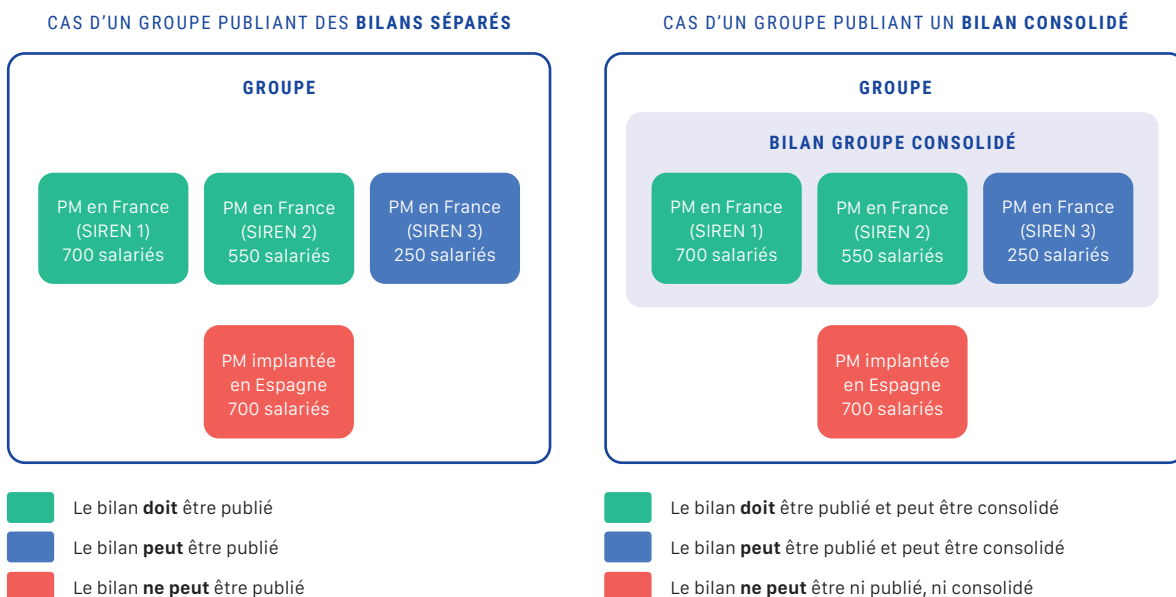 CAS D'UN GROUPE PUBLIANT DES BILANS SÉPARÉS
GROUPE
PM en France
(SIREN 1)
700 salariés
PM en France
(SIREN 2)
550 salariés
PM en France
(SIREN 3)
250 salariés
PM implantée
en Espagne
700 salariés
Le bilan doit être publié
Le bilan peut être publié
Le bilan ne peut être publié
CAS D'UN GROUPE PUBLIANT UN BILAN CONSOLIDÉ
GROUPE
BILAN GROUPE CONSOLIDÉ
PM en France
(SIREN 1)
700 salariés
PM en France
(SIREN 2)
550 salariés
PM en France
(SIREN 3)
250 salariés
PM implantée
en Espagne
700 salariés
Le bilan doit être publié et peut être consolidé
Le bilan peut être publié et peut être consolidé
Le bilan ne peut être ni publié, ni consolidé